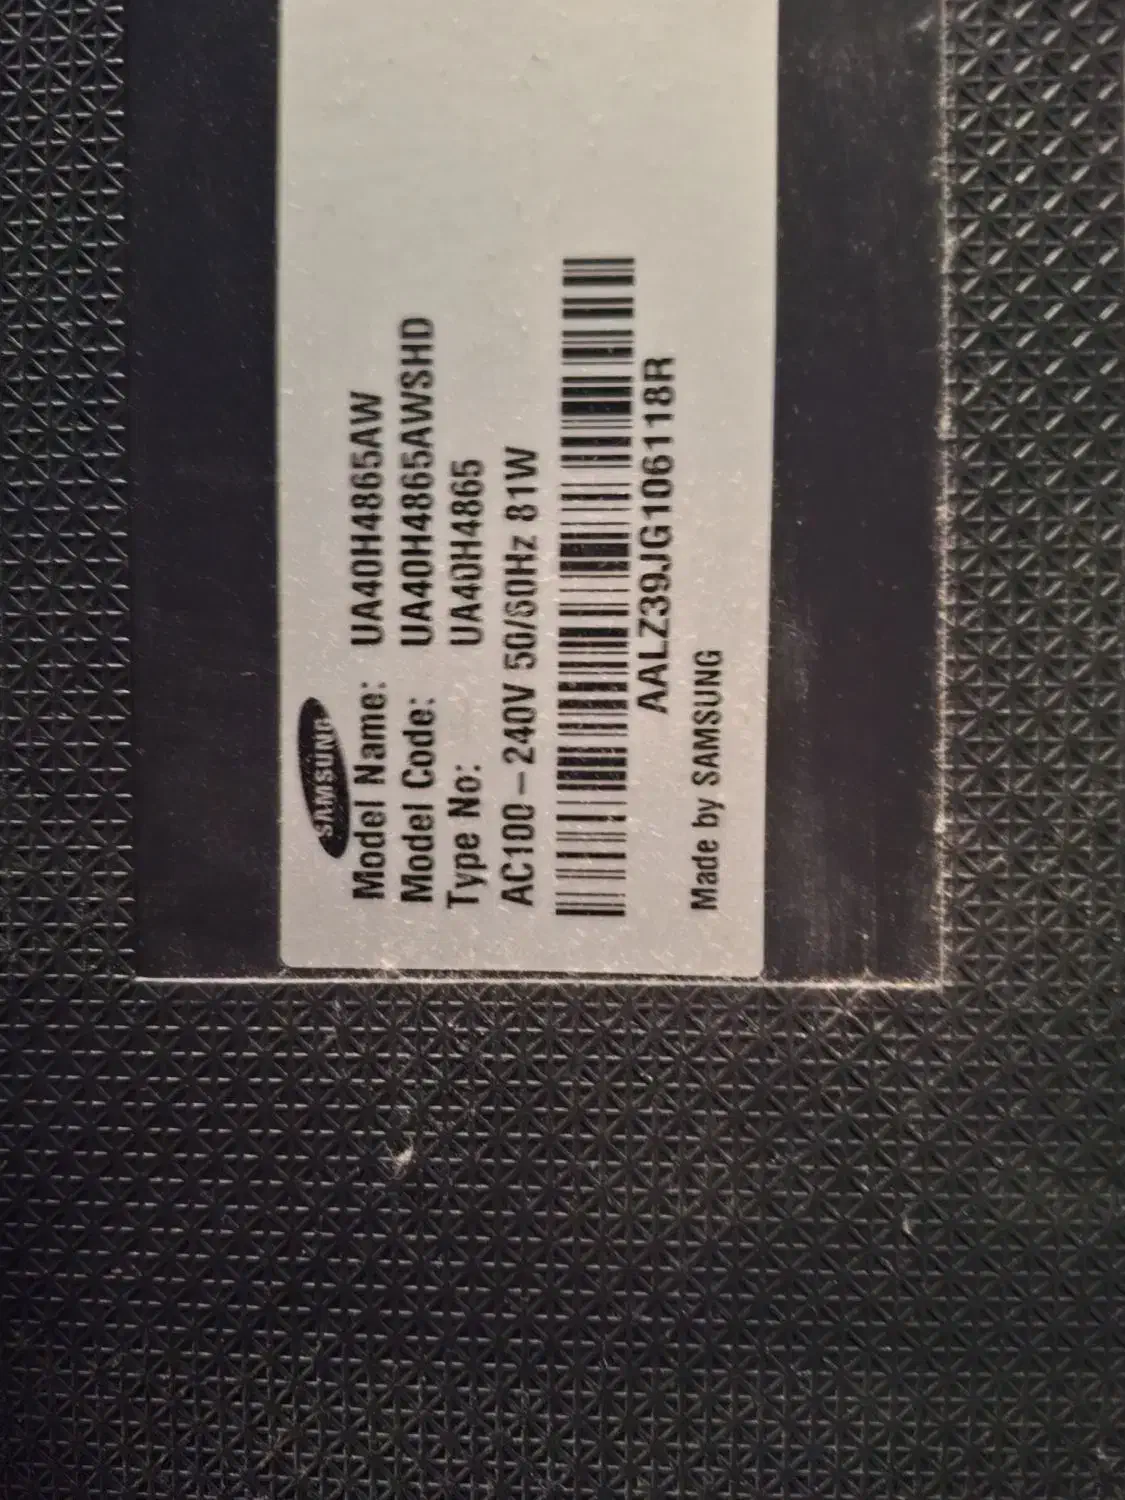 SAMSUNG
Model Name: UA40H4865AW
Model Code: UA40H4865AWSHD
Type No: UA40H4865
AC100-240V 50/60Hz 81W
AALZ39JG106118R
Made by SAMSUNG